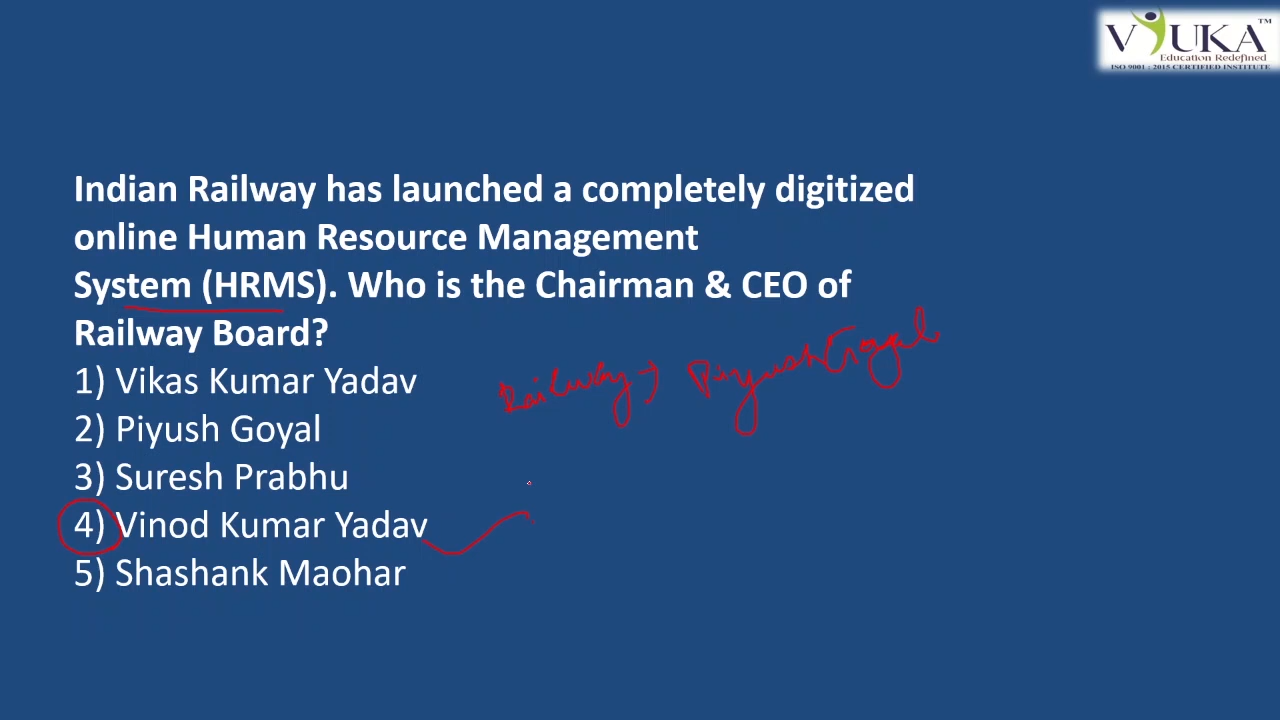 VIUKA TM
Education Redefined
ISO 9001 : 2015 CERTIFIED INSTITUTE
Indian Railway has launched a completely digitized
online Human Resource Management
System (HRMS). Who is the Chairman & CEO of
Railway Board?
1) Vikas Kumar Yadav
Railway → Piyush Goyal
2) Piyush Goyal
3) Suresh Prabhu
4) Vinod Kumar Yadav
5) Shashank Maohar